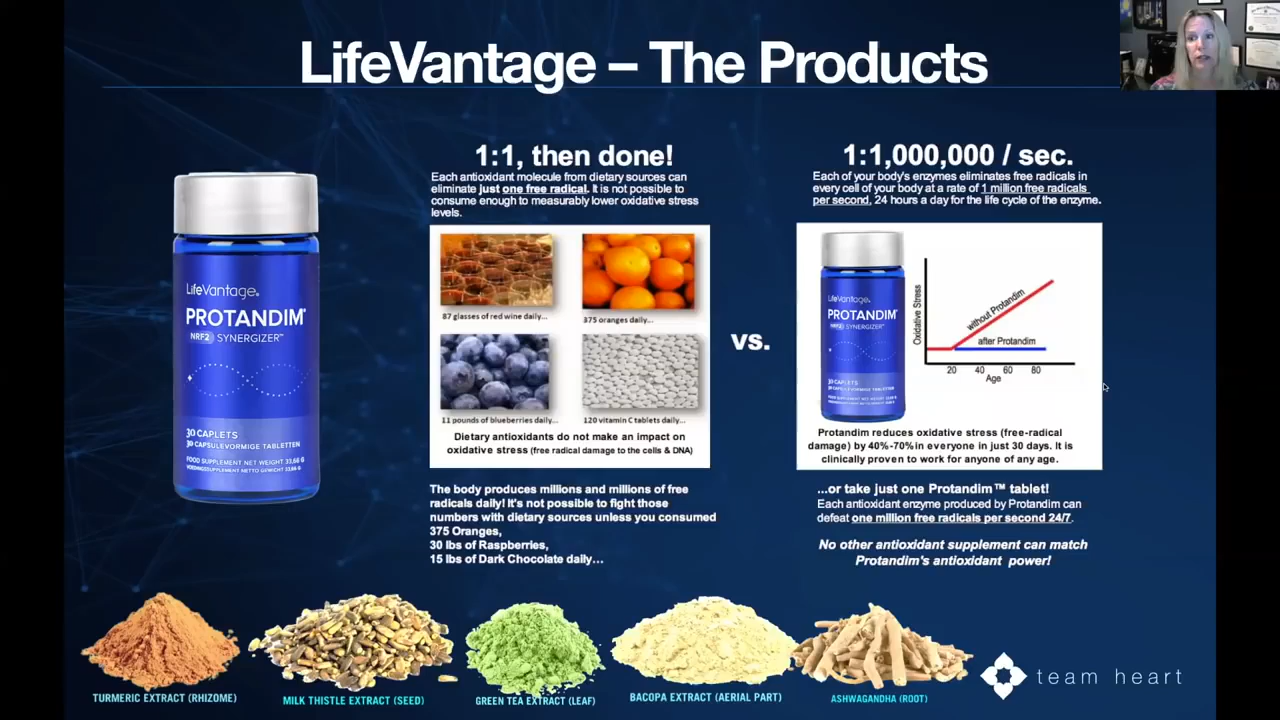 LifeVantage – The Products
1:1, then done!
Each antioxidant molecule from dietary sources can
eliminate just one free radical. It is not possible to
consume enough to measurably lower oxidative stress
levels.
87 glasses of red wine daily...
375 oranges daily...
11 pounds of blueberries daily...
120 vitamin C tablets daily...
Dietary antioxidants do not make an impact on
oxidative stress (free radical damage to the cells & DNA)
The body produces millions and millions of free
radicals daily! It's not possible to fight those
numbers with dietary sources unless you consumed
375 Oranges,
30 lbs of Raspberries,
15 lbs of Dark Chocolate daily...
vs.
1:1,000,000 / sec.
Each of your body's enzymes eliminates free radicals in
every cell of your body at a rate of 1 million free radicals
per second, 24 hours a day for the life cycle of the enzyme.
LifeVantage
PROTANDIM
NRF2 SYNERGIZER™
30 CAPLETS
Oxidative Stress
without Protandim
after Protandim
20 40 60 80
Age
Protandim reduces oxidative stress (free-radical
damage) by 40%-70%in everyone in just 30 days. It is
clinically proven to work for anyone of any age.
...or take just one Protandim™ tablet!
Each antioxidant enzyme produced by Protandim can
defeat one million free radicals per second 24/7.
No other antioxidant supplement can match
Protandim's antioxidant power!
LifeVantage®
PROTANDIM®
NRF2 SYNERGIZER™
30 CAPLETS
30 CAPSULEVORMIGE TABLETTEN
FOOD SUPPLEMENT NET WEIGHT 33,66 G
VOEDINGSSUPPLEMENT NETTO GEWICHT 33,66 G
TURMERIC EXTRACT (RHIZOME)
MILK THISTLE EXTRACT (SEED)
GREEN TEA EXTRACT (LEAF)
BACOPA EXTRACT (AERIAL PART)
ASHWAGANDHA (ROOT)
team heart